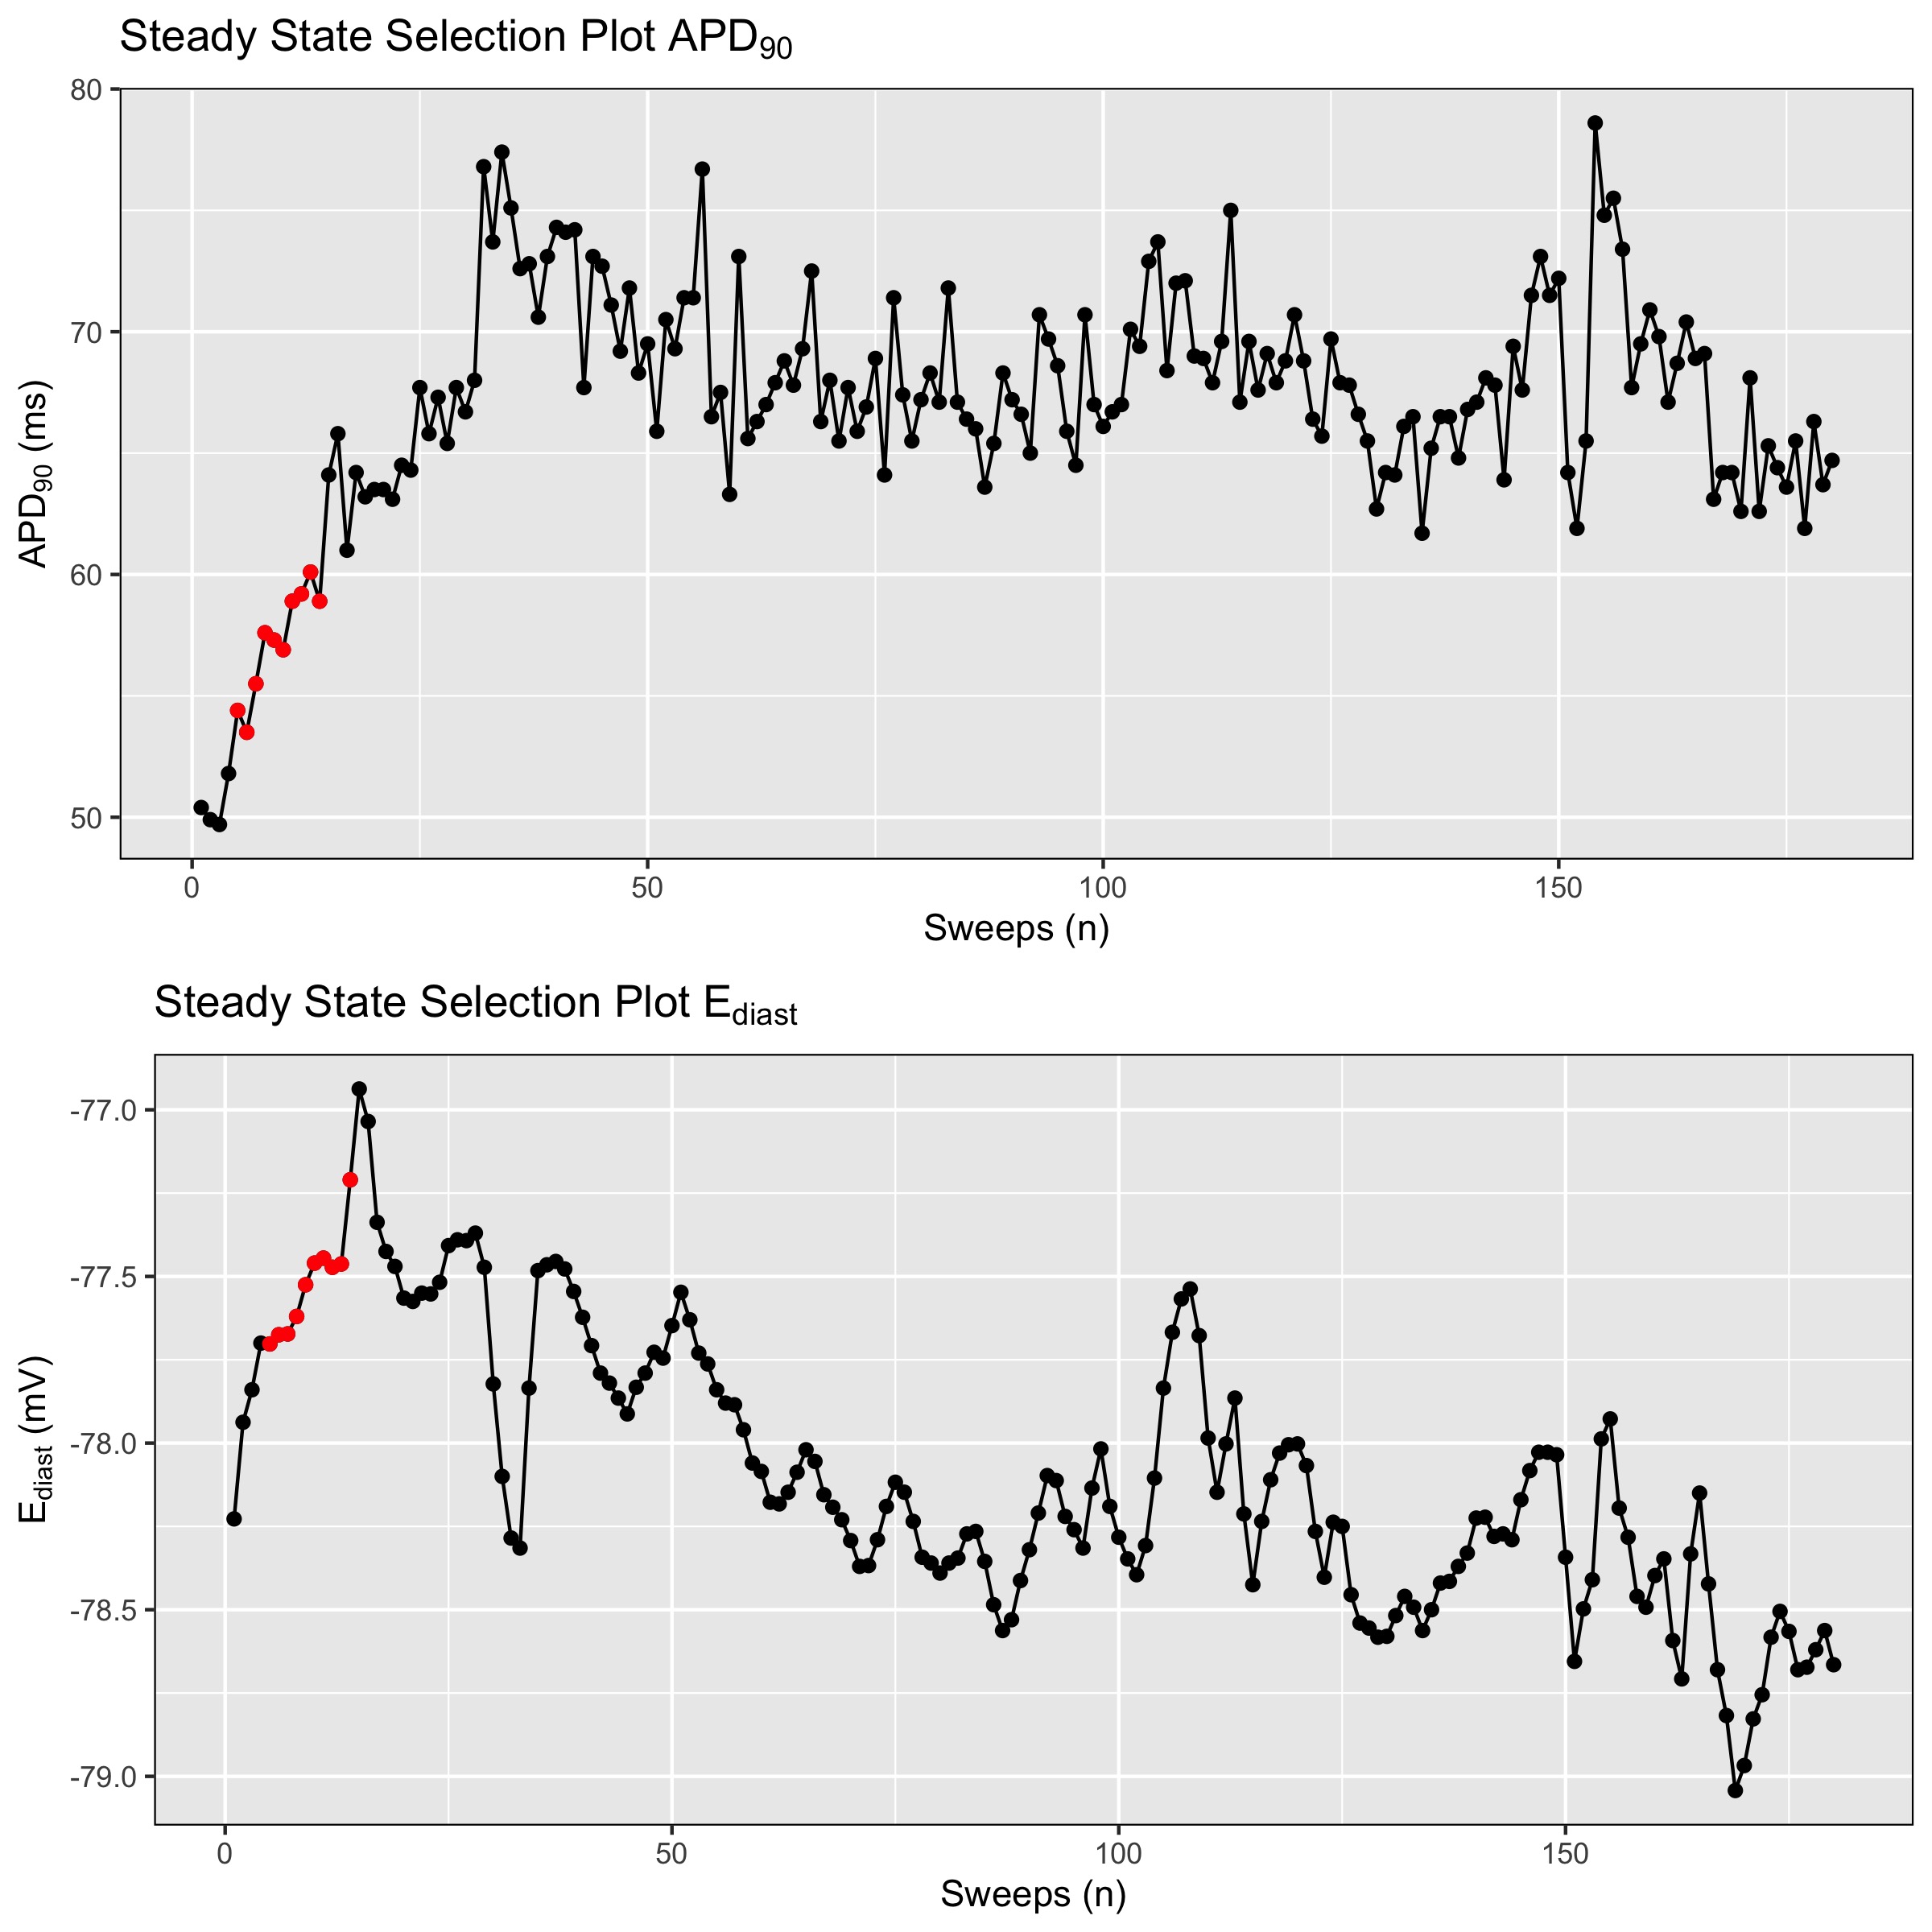 Steady State Selection Plot APD90
80
70
60
50
APD90 (ms)
0 50 100 150
Sweeps (n)
Steady State Selection Plot Ediast
-77.0
-77.5
-78.0
-78.5
-79.0
Ediast (mV)
0 50 100 150
Sweeps (n)